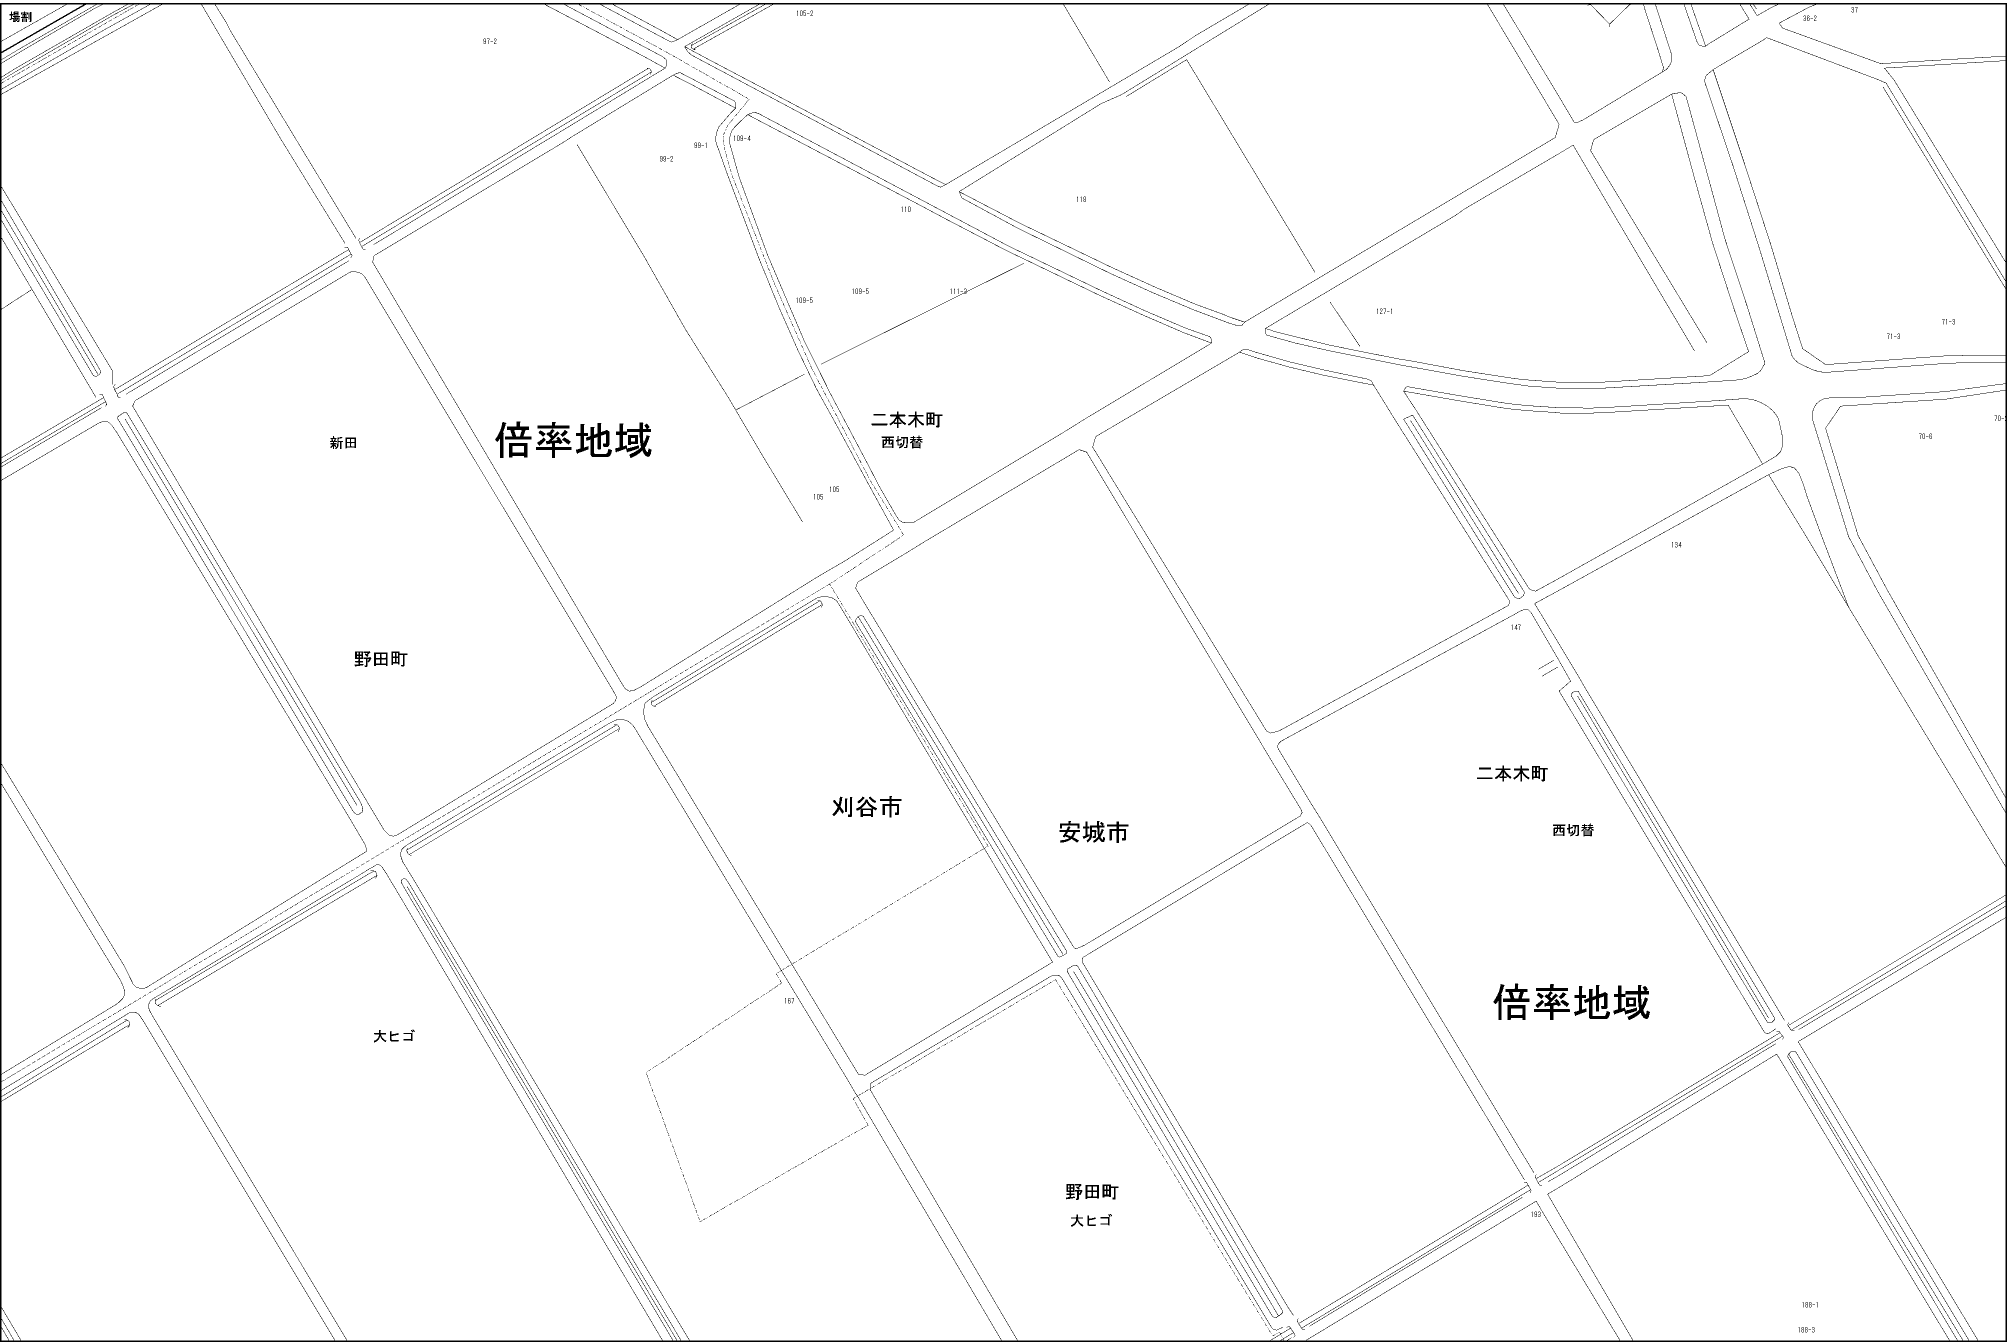 場割
37
36-2
105-2
97-2
109-4
99-1
99-2
118
110
109-5
109-5
111-2
127-1
71-3
71-3
二本木町
西切替
新田
倍率地域
70-6
105
105
134
147
野田町
二本木町
刈谷市
安城市
西切替
167
倍率地域
大ヒゴ
野田町
大ヒゴ
193
188-1
188-3